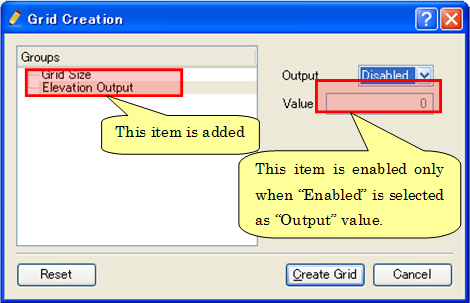 Grid Creation
Groups
Grid Size
Elevation Output
This item is added
Output
Disabled
Value
0
This item is enabled only
when “Enabled” is selected
as “Output” value.
Reset
Create Grid
Cancel